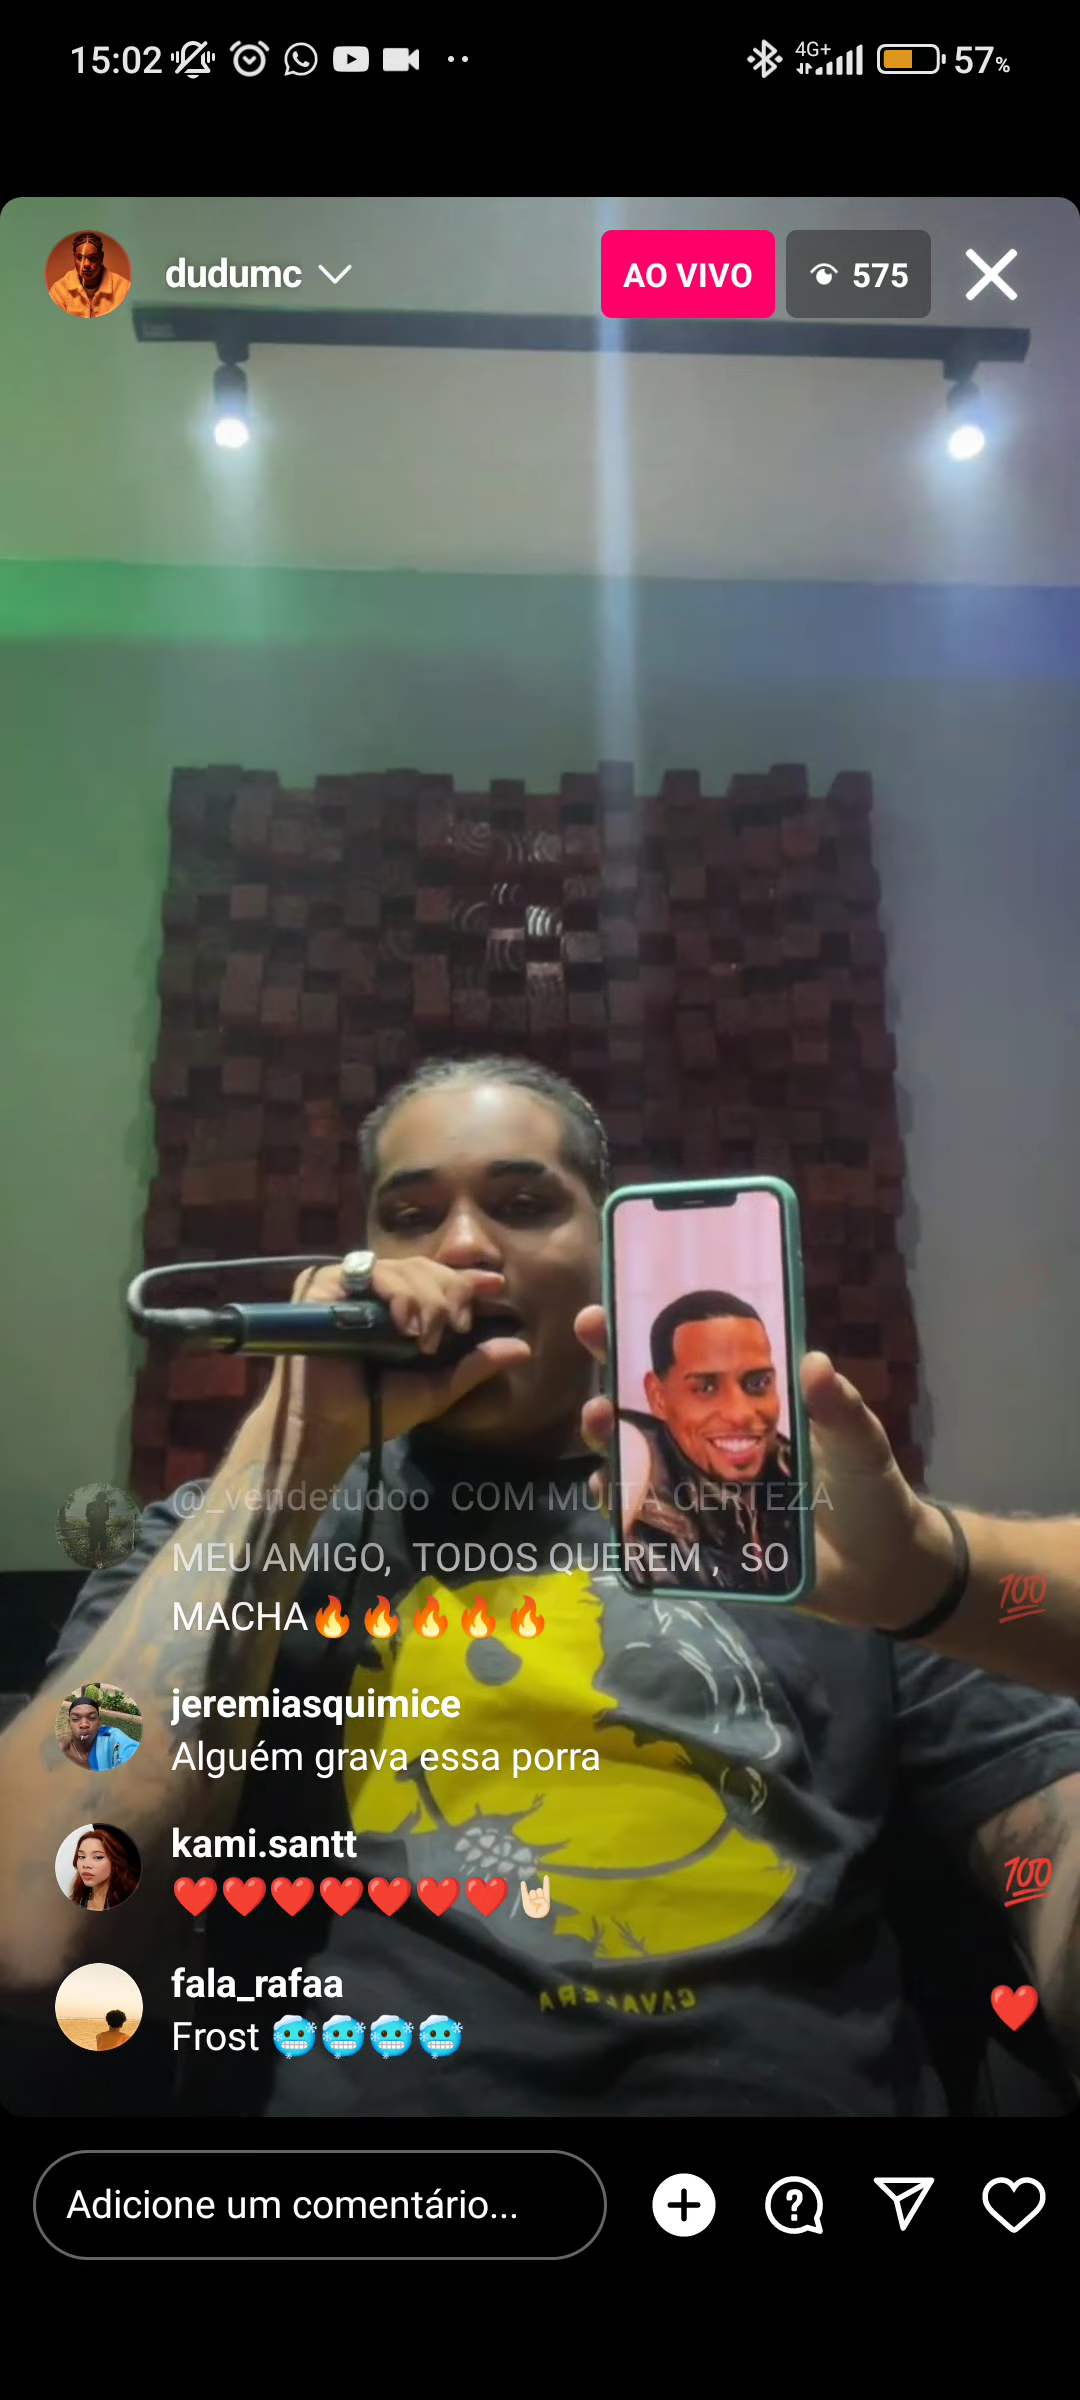 15:02
4G+
57%
dudumc
AO VIVO
575
@_vendetudoo COM MUITA CERTEZA
MEU AMIGO, TODOS QUEREM , SO
MACHA🔥🔥🔥🔥🔥
jeremiasquimice
Alguém grava essa porra
kami.santt
❤️❤️❤️❤️❤️❤️❤️🤘🏻
fala_rafaa
Frost 🥶🥶🥶🥶
CAVALERA
💯
💯
Adicione um comentário...